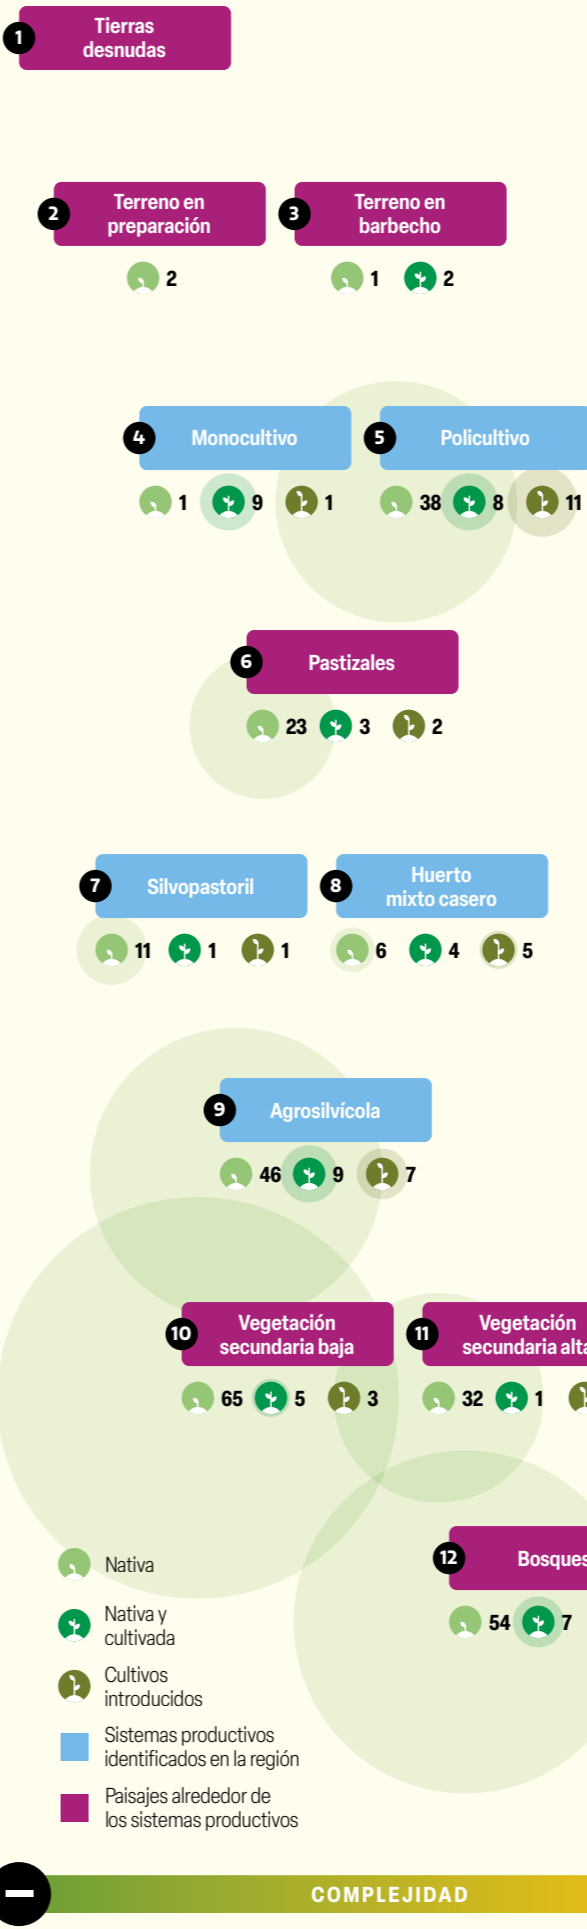 1
Tierras
desnudas
2
Terreno en
preparación
3
Terreno en
barbecho
2
1 2
4
Monocultivo
5
Policultivo
1 9 1
38 8 11
6
Pastizales
23 3 2
7
Silvopastoril
8
Huerto
mixto casero
11 1 1
6 4 5
9
Agrosilvícola
46 9 7
10
Vegetación
secundaria baja
11
Vegetación
secundaria alta
65 5 3
32 1
12
Bosques
54 7
Nativa
Nativa y
cultivada
Cultivos
introducidos
Sistemas productivos
identificados en la región
Paisajes alrededor de
los sistemas productivos
–
COMPLEJIDAD